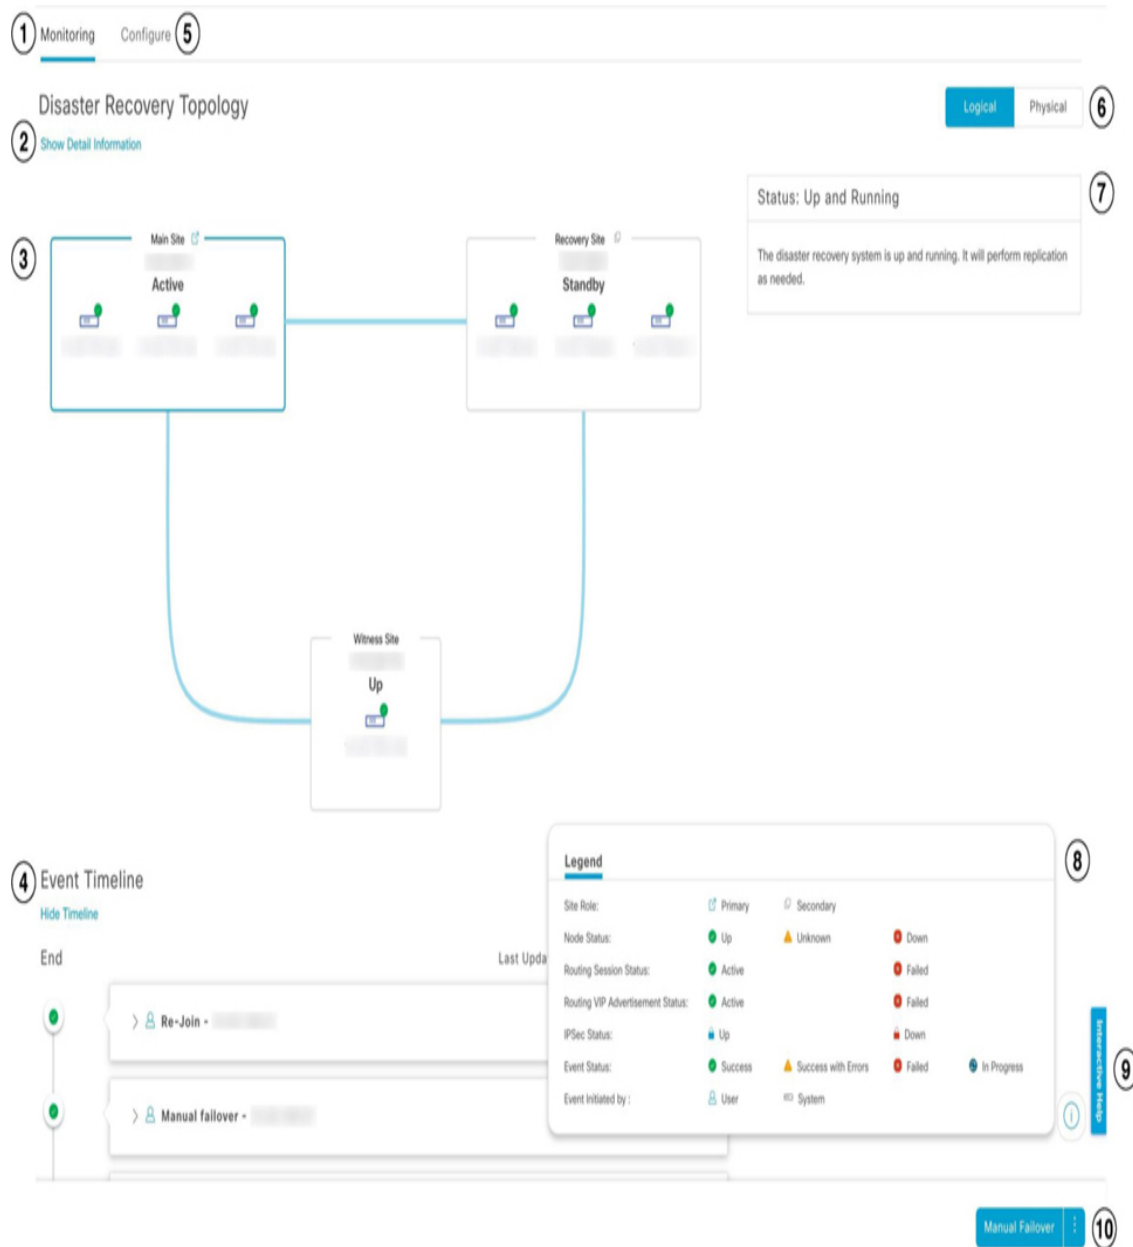 1 Monitoring Configure 5
Disaster Recovery Topology
Logical Physical 6
2 Show Detail Information
7
Status: Up and Running
The disaster recovery system is up and running. It will perform replication
as needed.
3
Main Site
Active
Recovery Site
Standby
Witness Site
Up
4 Event Timeline
Hide Timeline
End Last Upda
Re-Join -
Manual failover -
8
Legend
Site Role: Primary Secondary
Node Status: Up Unknown Down
Routing Session Status: Active Failed
Routing VIP Advertisement Status: Active Failed
IPSec Status: Up Down
Event Status: Success Success with Errors Failed In Progress
Event Initiated by : User System
Interactive Help 9
Manual Failover 10